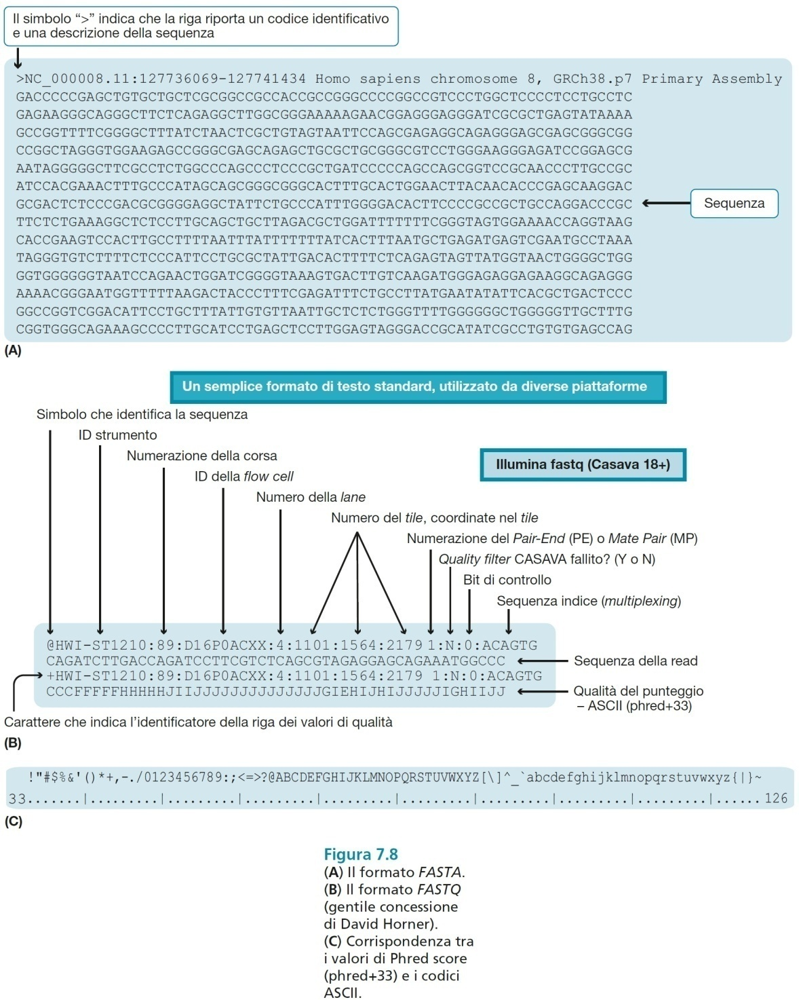 Il simbolo “>” indica che la riga riporta un codice identificativo
e una descrizione della sequenza
>NC_000008.11:127736069-127741434 Homo sapiens chromosome 8, GRCh38.p7 Primary Assembly
GACCCCCGAGCTGTGCTGCTCGCGGCCGCCACCGCCGGGCCCCGGCCGTCCCTGGCTCCCCTCCTGCCTC
GAGAAGGGCAGGGCTTCTCAGAGGCTTGGCGGGAAAAAGAACGGAGGGAGGGATCGCGCTGAGTATAAAA
GCCGGTTTTCGGGGCTTTATCTAACTCGCTGTAGTAATTCCAGCGAGAGGCAGAGGGAGCGAGCGGGCGG
CCGGCTAGGGTGGAAGAGCCGGGCGAGCAGAGCTGCGCTGCGGGCGTCCTGGGAAGGGAGATCCGGAGCG
AATAGGGGGCTTCGCCTCTGGCCCAGCCCTCCCGCTGATCCCCCAGCCAGCGGTCCGCAACCCTTGCCGC
ATCCACGAAACTTTGCCCATAGCAGCGGGCGGGCACTTTGCACTGGAACTTACAACACCCGAGCAAGGAC
GCGACTCTCCCGACGCGGGGAGGCTATTCTGCCCATTTGGGGACACTTCCCCGCCGCTGCCAGGACCCGC
Sequenza
TTCTCTGAAAGGCTCTCCTTGCAGCTGCTTAGACGCTGGATTTTTTTCGGGTAGTGGAAAACCAGGTAAG
CACCGAAGTCCACTTGCCTTTTAATTTATTTTTTTATCACTTTAATGCTGAGATGAGTCGAATGCCTAAA
TAGGGTGTCTTTTCTCCCATTCCTGCGCTATTGACACTTTTCTCAGAGTAGTTATGGTAACTGGGGCTGG
GGTGGGGGGTAATCCAGAACTGGATCGGGGTAAAGTGACTTGTCAAGATGGGAGAGGAGAAGGCAGAGGG
AAAACGGGAATGGTTTTTAAGACTACCCTTTCGAGATTTCTGCCTTATGAATATATTCACGCTGACTCCC
GGCCGGTCGGACATTCCTGCTTTATTGTGTTAATTGCTCTCTGGGTTTTGGGGGGCTGGGGGTTGCTTTG
CGGTGGGCAGAAAGCCCCTTGCATCCTGAGCTCCTTGGAGTAGGGACCGCATATCGCCTGTGTGAGCCAG
(A)
Un semplice formato di testo standard, utilizzato da diverse piattaforme
Simbolo che identifica la sequenza
ID strumento
Numerazione della corsa
Illumina fastq (Casava 18+)
ID della flow cell
Numero della lane
Numero del tile, coordinate nel tile
Numerazione del Pair-End (PE) o Mate Pair (MP)
Quality filter CASAVA fallito? (Y o N)
Bit di controllo
Sequenza indice (multiplexing)
@HWI-ST1210:89:D16P0ACXX:4:1101:1564:2179 1:N:0:ACAGTG
CAGATCTTGACCAGATCCTTCGTCTCAGCGTAGAGGAGCAGAAATGGCCC
Sequenza della read
+HWI-ST1210:89:D16P0ACXX:4:1101:1564:2179 1:N:0:ACAGTG
CCCFFFFFHHHHHJIIJJJJJJJJJJJJJJGIEHIJHIJJJJJIGHIIJJ
Qualità del punteggio
– ASCII (phred+33)
Carattere che indica l’identificatore della riga dei valori di qualità
(B)
!"#$%&'()*+,-./0123456789:;<=>?@ABCDEFGHIJKLMNOPQRSTUVWXYZ[\]^_`abcdefghijklmnopqrstuvwxyz{|}~
33.......|.........|.........|.........|.........|.........|.........|.........|.........|......126
(C)
Figura 7.8
(A) Il formato FASTA.
(B) Il formato FASTQ
(gentile concessione
di David Horner).
(C) Corrispondenza tra
i valori di Phred score
(phred+33) e i codici
ASCII.